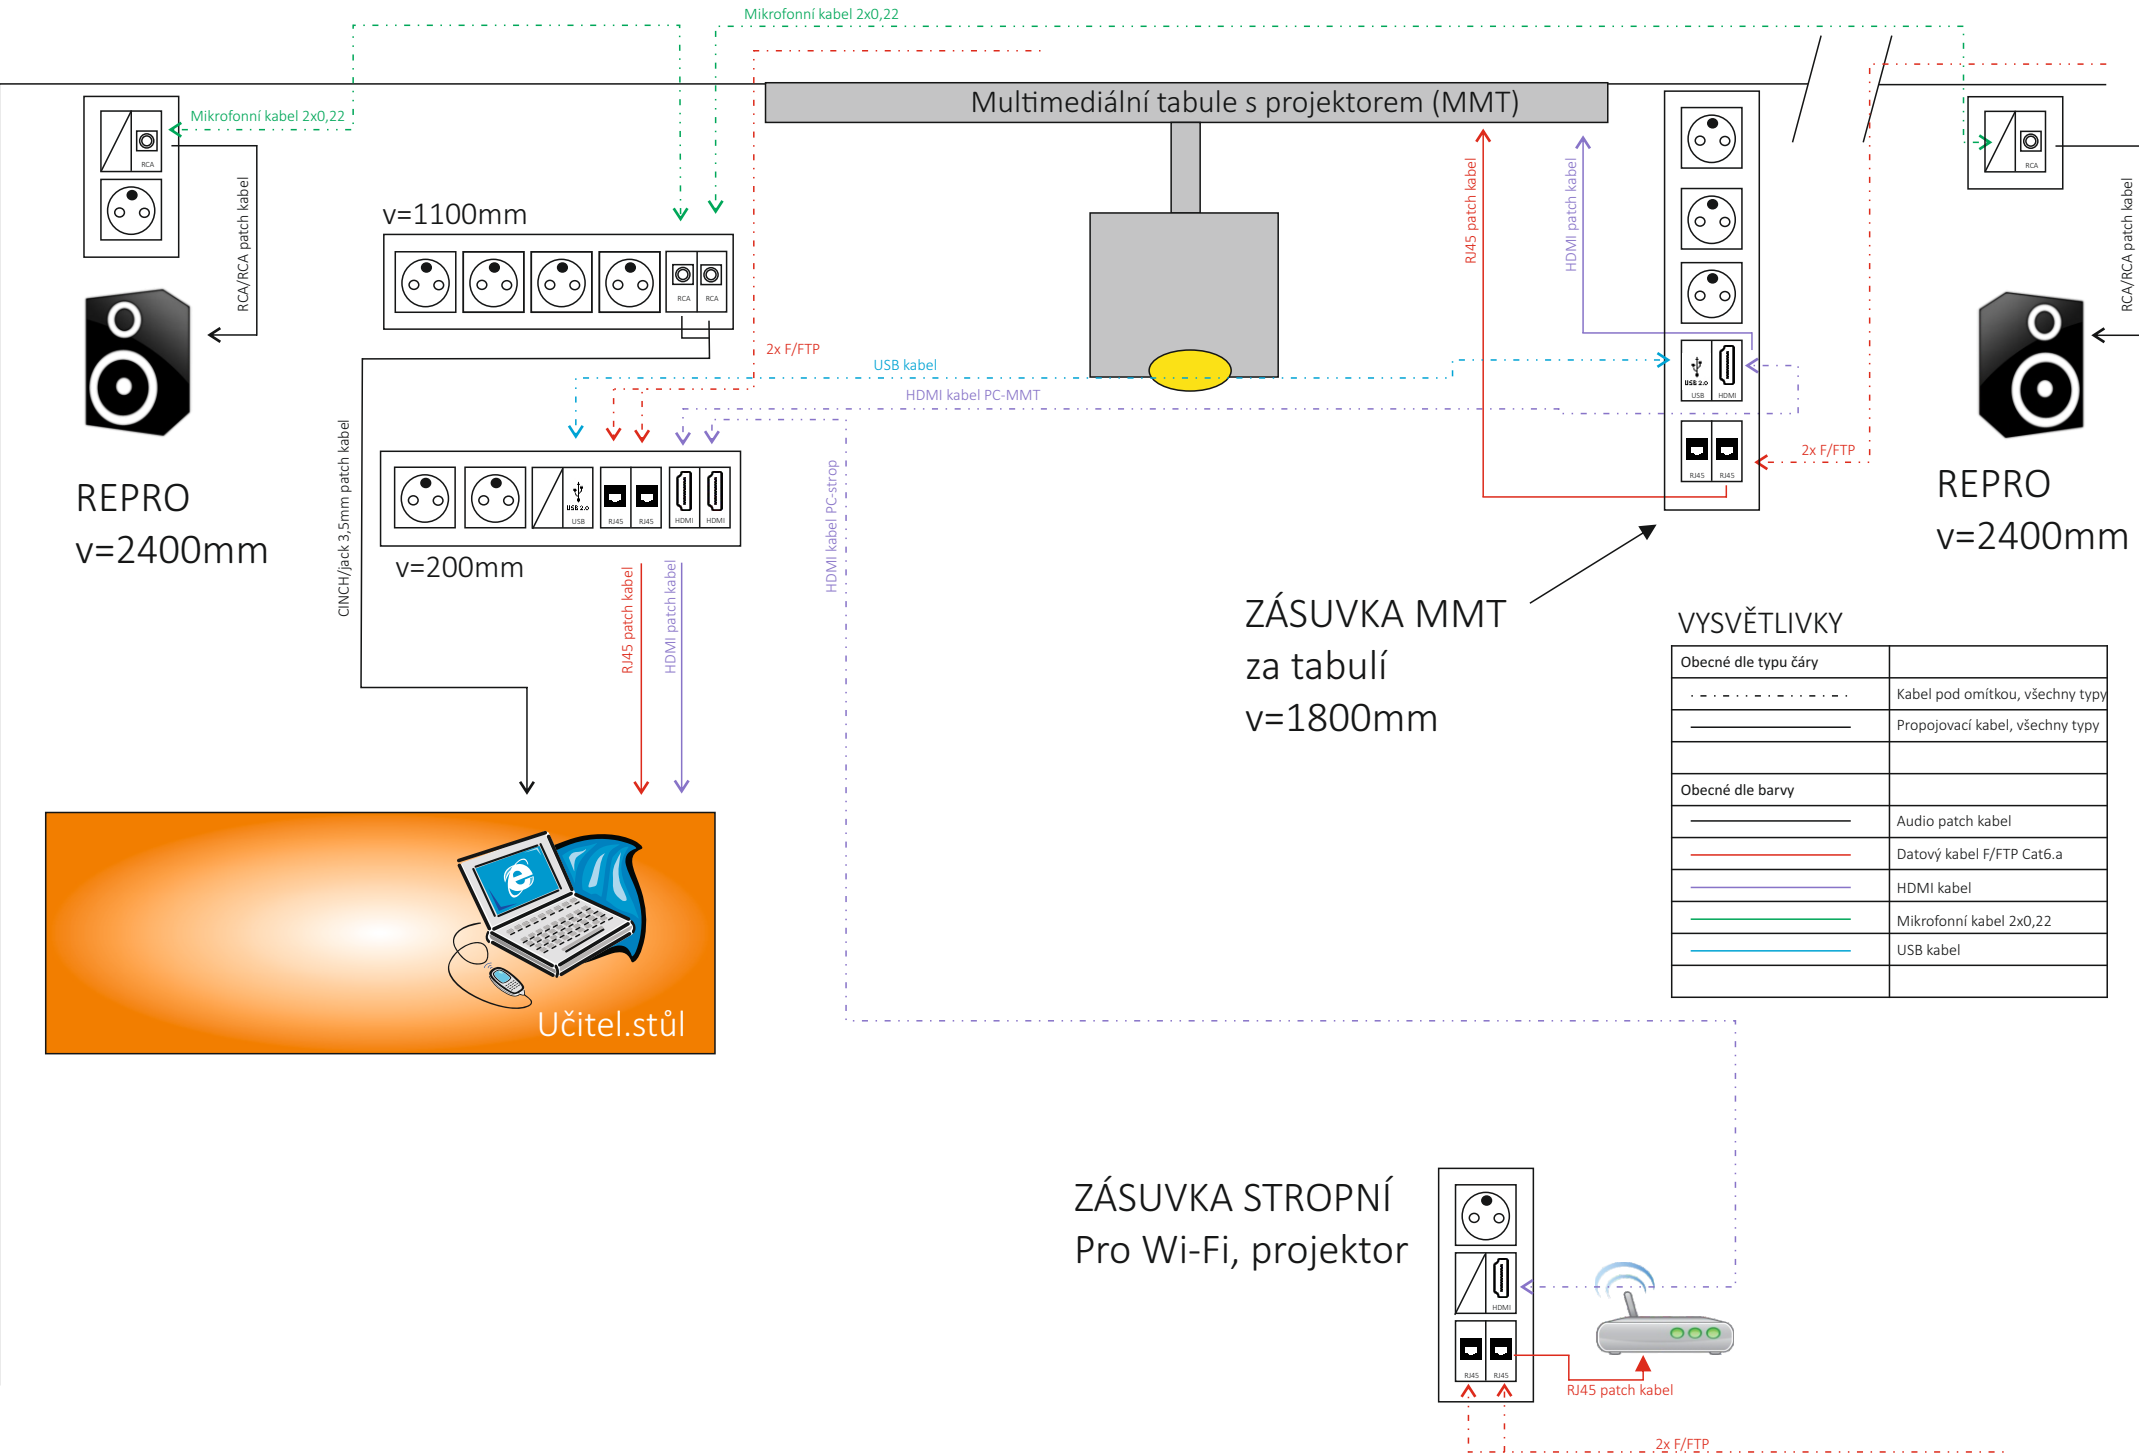 Mikrofonní kabel 2x0,22
Multimediální tabule s projektorem (MMT)
Mikrofonní kabel 2x0,22
RCA
RCA
RCA/RCA patch kabel
v=1100mm
RCA
RCA
RJ45 patch kabel
HDMI patch kabel
RCA/RCA patch kabel
2x F/FTP
USB kabel
HDMI kabel PC-MMT
USB 2.0
USB
HDMI
2x F/FTP
RJ45
RJ45
CINCH/jack 3,5mm patch kabel
USB 2.0
USB
RJ45
RJ45
HDMI
HDMI
HDMI kabel PC-strop
REPRO
v=2400mm
REPRO
v=2400mm
v=200mm
RJ45 patch kabel
HDMI patch kabel
ZÁSUVKA MMT
za tabulí
v=1800mm
VYSVĚTLIVKY
Obecné dle typu čáry
Kabel pod omítkou, všechny typy
Propojovací kabel, všechny typy
Obecné dle barvy
Audio patch kabel
Datový kabel F/FTP Cat6.a
HDMI kabel
Mikrofonní kabel 2x0,22
USB kabel
Učitel.stůl
ZÁSUVKA STROPNÍ
Pro Wi-Fi, projektor
HDMI
RJ45
RJ45
RJ45 patch kabel
2x F/FTP